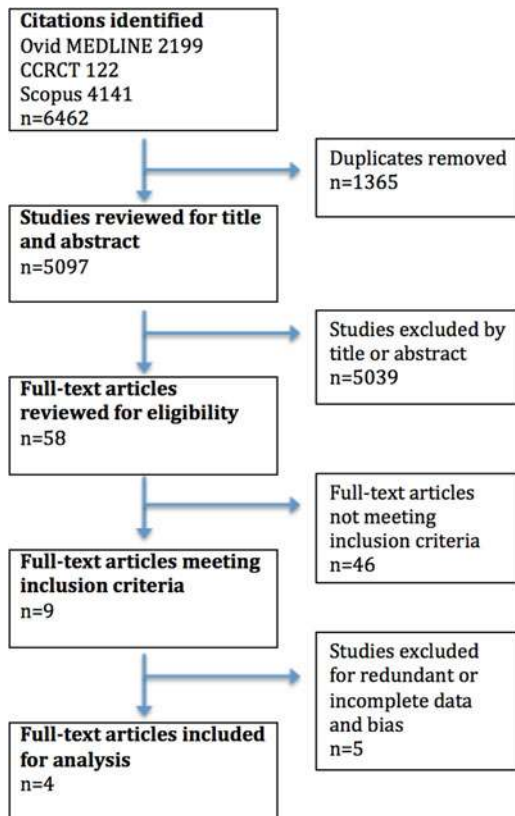 Citations identified
Ovid MEDLINE 2199
CCRCT 122
Scopus 4141
n=6462
Duplicates removed
n=1365
Studies reviewed for title
and abstract
n=5097
Studies excluded by
title or abstract
n=5039
Full-text articles
reviewed for eligibility
n=58
Full-text articles
not meeting
inclusion criteria
n=46
Full-text articles meeting
inclusion criteria
n=9
Studies excluded
for redundant or
incomplete data
and bias
n=5
Full-text articles included
for analysis
n=4